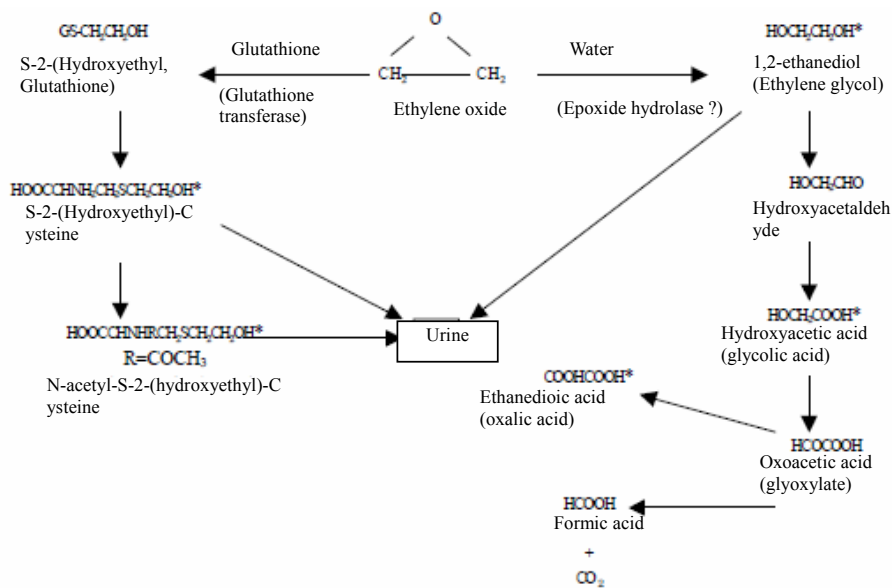 GS-CH₂CH₂OH
S-2-(Hydroxyethyl,
Glutathione)
Glutathione
(Glutathione
transferase)
O
CH₂
CH₂
Ethylene oxide
Water
(Epoxide hydrolase ?)
HOCH₂CH₂OH*
1,2-ethanediol
(Ethylene glycol)
HOOCCHNH₂CH₂SCH₂CH₂OH*
S-2-(Hydroxyethyl)-C
ysteine
HOCH₂CHO
Hydroxyacetaldeh
yde
HOOCCHNHRCH₂SCH₂CH₂OH*
R=COCH₃
N-acetyl-S-2-(hydroxyethyl)-C
ysteine
Urine
HOCH₂COOH*
Hydroxyacetic acid
(glycolic acid)
COOHCOOH*
Ethanedioic acid
(oxalic acid)
HCOCOOH
Oxoacetic acid
(glyoxylate)
HCOOH
Formic acid
+
CO₂